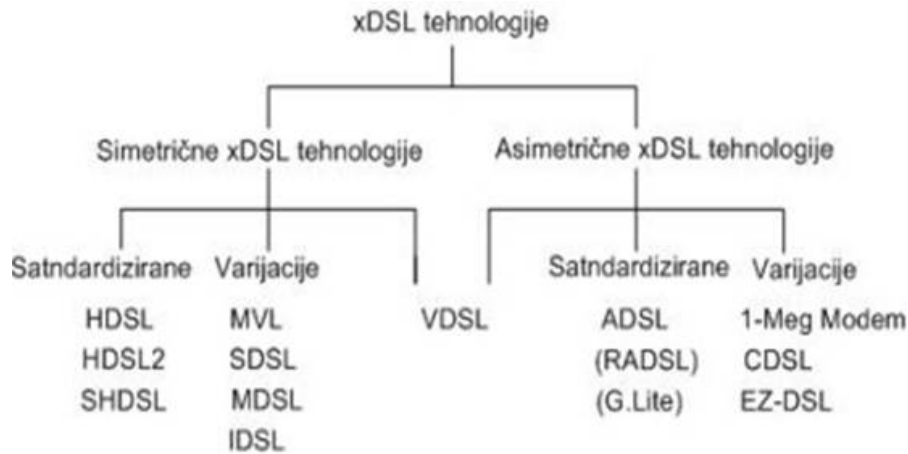 xDSL tehnologije
Simetrične xDSL tehnologije Asimetrične xDSL tehnologije
Satndardizirane Varijacije Satndardizirane Varijacije
HDSL MVL VDSL ADSL 1-Meg Modem
HDSL2 SDSL (RADSL) CDSL
SHDSL MDSL (G.Lite) EZ-DSL
IDSL